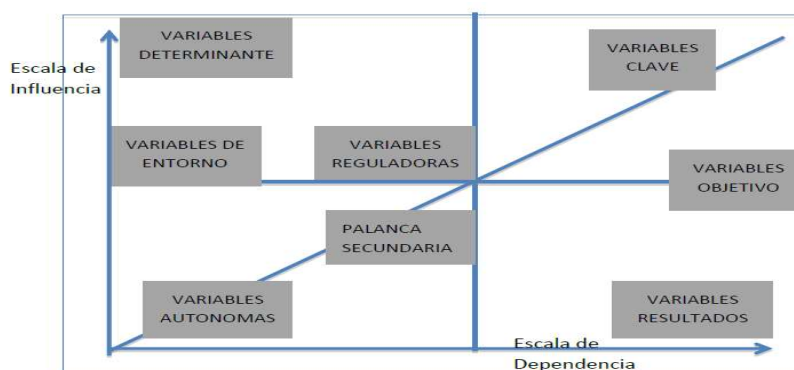 VARIABLES
DETERMINANTE
VARIABLES
CLAVE
Escala de
Influencia
VARIABLES DE
ENTORNO
VARIABLES
REGULADORAS
VARIABLES
OBJETIVO
PALANCA
SECUNDARIA
VARIABLES
AUTONOMAS
VARIABLES
RESULTADOS
Escala de
Dependencia